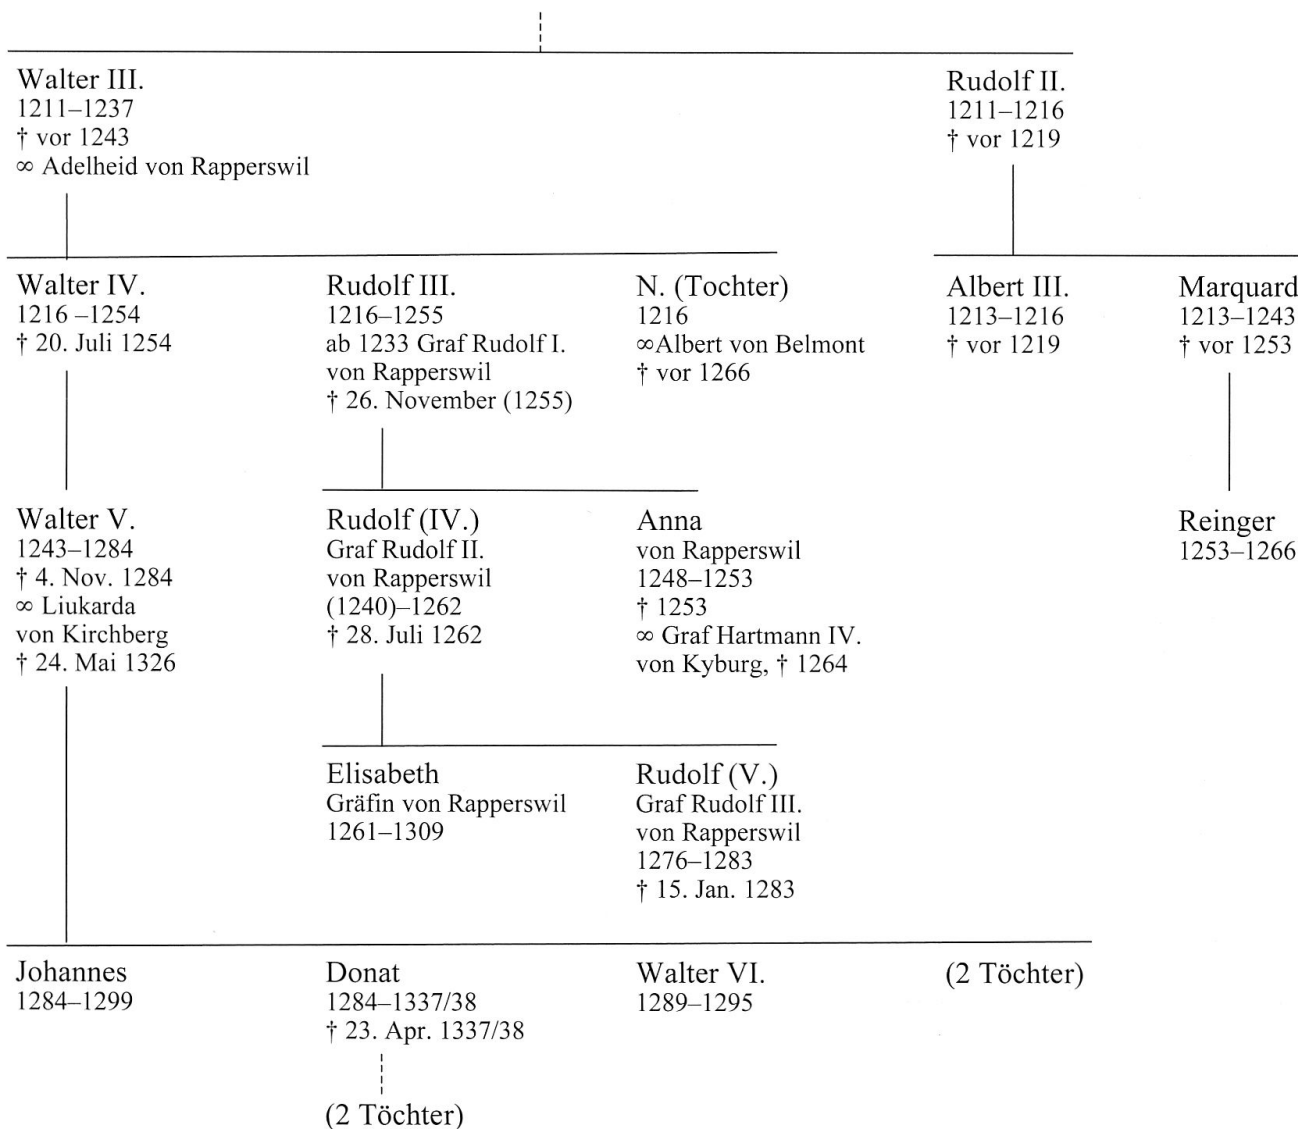 Walter III.
1211–1237
† vor 1243
∞ Adelheid von Rapperswil
Rudolf II.
1211–1216
† vor 1219
Walter IV.
1216 –1254
† 20. Juli 1254
Rudolf III.
1216–1255
ab 1233 Graf Rudolf I.
von Rapperswil
† 26. November (1255)
N. (Tochter)
1216
∞Albert von Belmont
† vor 1266
Albert III.
1213–1216
† vor 1219
Marquard
1213–1243
† vor 1253
Walter V.
1243–1284
† 4. Nov. 1284
∞ Liukarda
von Kirchberg
† 24. Mai 1326
Rudolf (IV.)
Graf Rudolf II.
von Rapperswil
(1240)–1262
† 28. Juli 1262
Anna
von Rapperswil
1248–1253
† 1253
∞ Graf Hartmann IV.
von Kyburg, † 1264
Reinger
1253–1266
Elisabeth
Gräfin von Rapperswil
1261–1309
Rudolf (V.)
Graf Rudolf III.
von Rapperswil
1276–1283
† 15. Jan. 1283
Johannes
1284–1299
Donat
1284–1337/38
† 23. Apr. 1337/38
Walter VI.
1289–1295
(2 Töchter)
(2 Töchter)